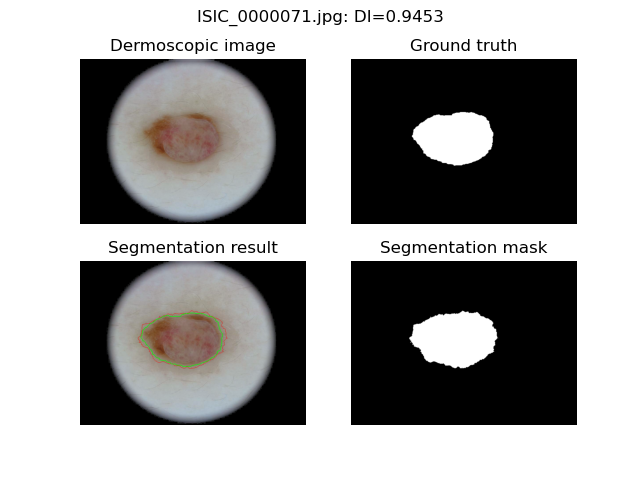 ISIC_0000071.jpg: DI=0.9453
Dermoscopic image
Ground truth
Segmentation result
Segmentation mask